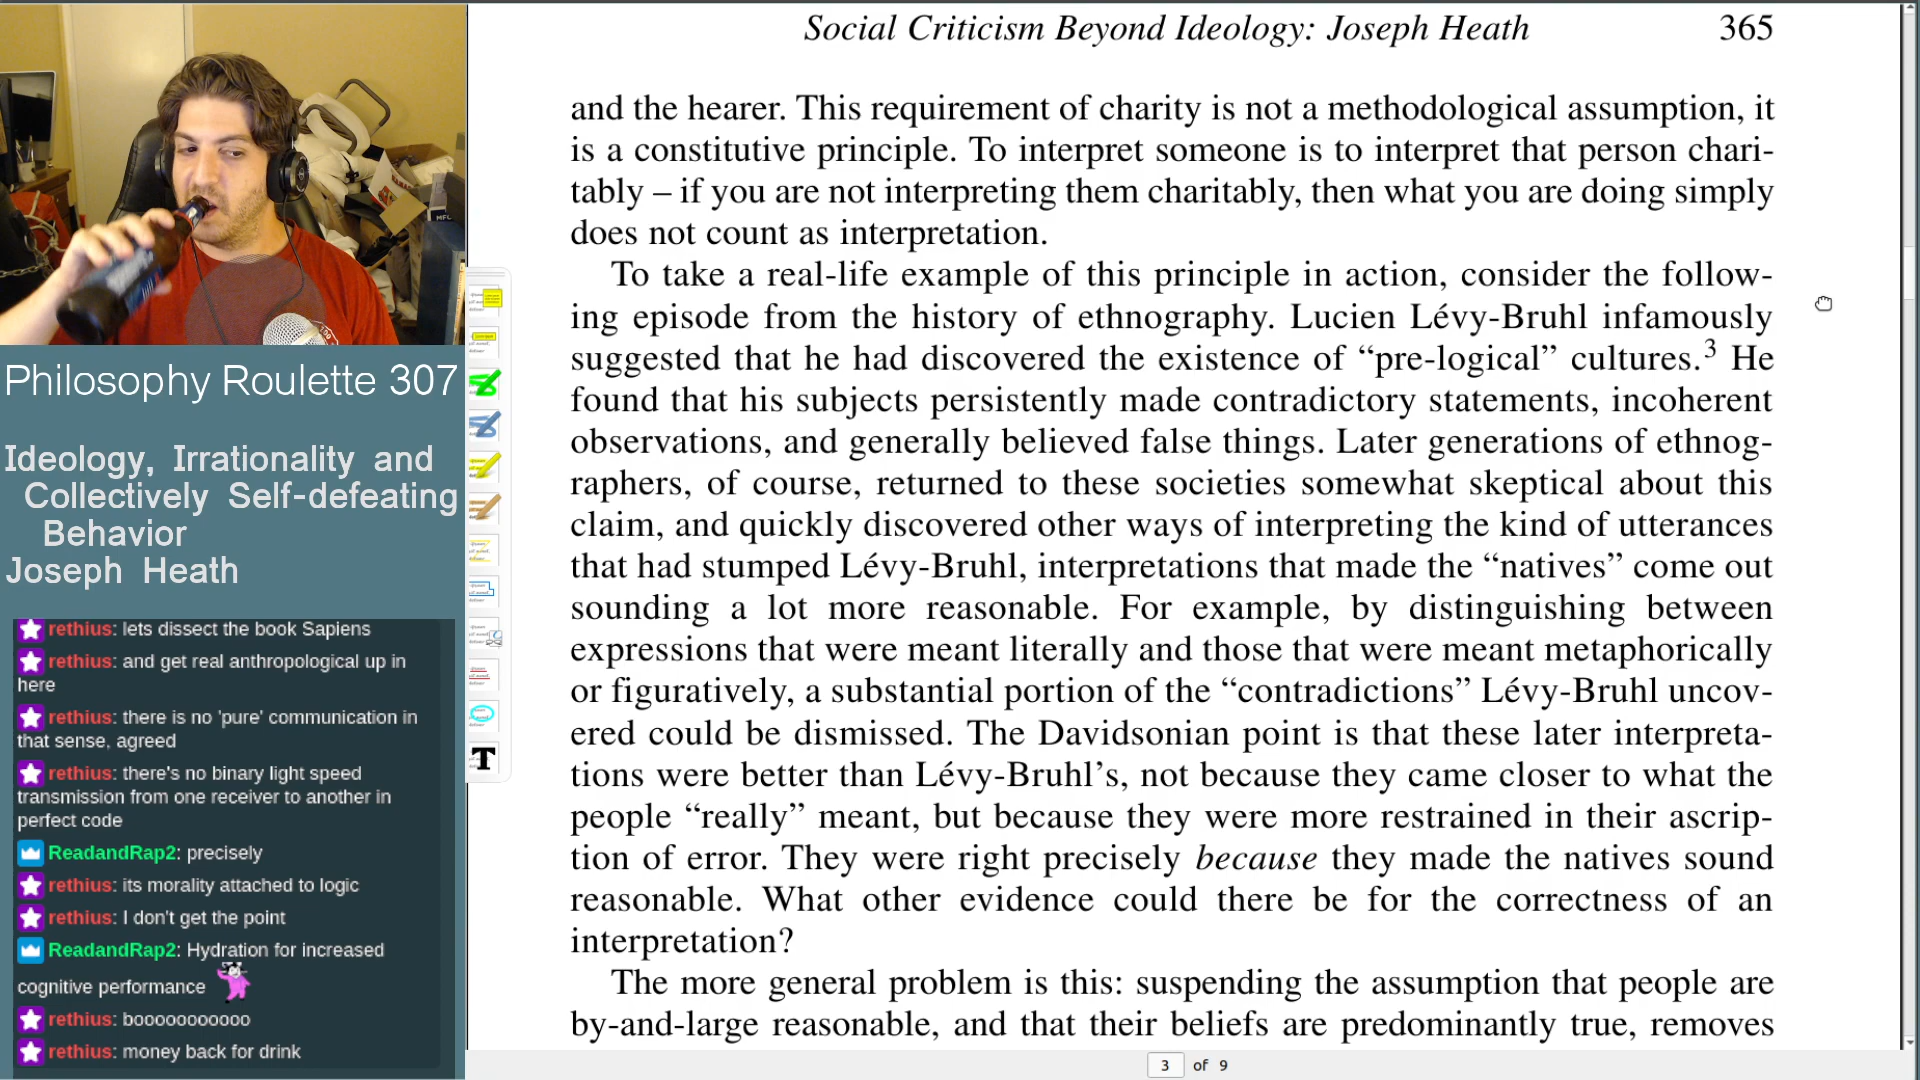 Social Criticism Beyond Ideology: Joseph Heath 365
and the hearer. This requirement of charity is not a methodological assumption, it
is a constitutive principle. To interpret someone is to interpret that person chari-
tably – if you are not interpreting them charitably, then what you are doing simply
does not count as interpretation.
To take a real-life example of this principle in action, consider the follow-
ing episode from the history of ethnography. Lucien Lévy-Bruhl infamously
suggested that he had discovered the existence of “pre-logical” cultures.3 He
found that his subjects persistently made contradictory statements, incoherent
observations, and generally believed false things. Later generations of ethnog-
raphers, of course, returned to these societies somewhat skeptical about this
claim, and quickly discovered other ways of interpreting the kind of utterances
that had stumped Lévy-Bruhl, interpretations that made the “natives” come out
sounding a lot more reasonable. For example, by distinguishing between
expressions that were meant literally and those that were meant metaphorically
or figuratively, a substantial portion of the “contradictions” Lévy-Bruhl uncov-
ered could be dismissed. The Davidsonian point is that these later interpreta-
tions were better than Lévy-Bruhl’s, not because they came closer to what the
people “really” meant, but because they were more restrained in their ascrip-
tion of error. They were right precisely because they made the natives sound
reasonable. What other evidence could there be for the correctness of an
interpretation?
The more general problem is this: suspending the assumption that people are
by-and-large reasonable, and that their beliefs are predominantly true, removes
3 of 9
T
Philosophy Roulette 307
Ideology, Irrationality and
Collectively Self-defeating
Behavior
Joseph Heath
rethius: lets dissect the book Sapiens
rethius: and get real anthropological up in
here
rethius: there is no 'pure' communication in
that sense, agreed
rethius: there's no binary light speed
transmission from one receiver to another in
perfect code
ReadandRap2: precisely
rethius: its morality attached to logic
rethius: I don't get the point
ReadandRap2: Hydration for increased
cognitive performance
rethius: booooooooooo
rethius: money back for drink